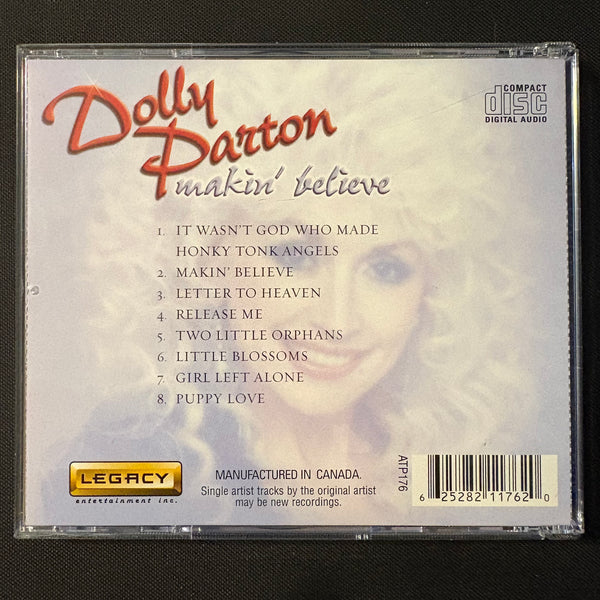 Dolly
Parton
makin' believe
COMPACT
disc
DIGITAL AUDIO
1. IT WASN'T GOD WHO MADE
HONKY TONK ANGELS
2. MAKIN' BELIEVE
3. LETTER TO HEAVEN
4. RELEASE ME
5. TWO LITTLE ORPHANS
6. LITTLE BLOSSOMS
7. GIRL LEFT ALONE
8. PUPPY LOVE
LEGACY
entertainment inc.
MANUFACTURED IN CANADA.
Single artist tracks by the original artist
may be new recordings.
ATP176
6 25282 11762 0